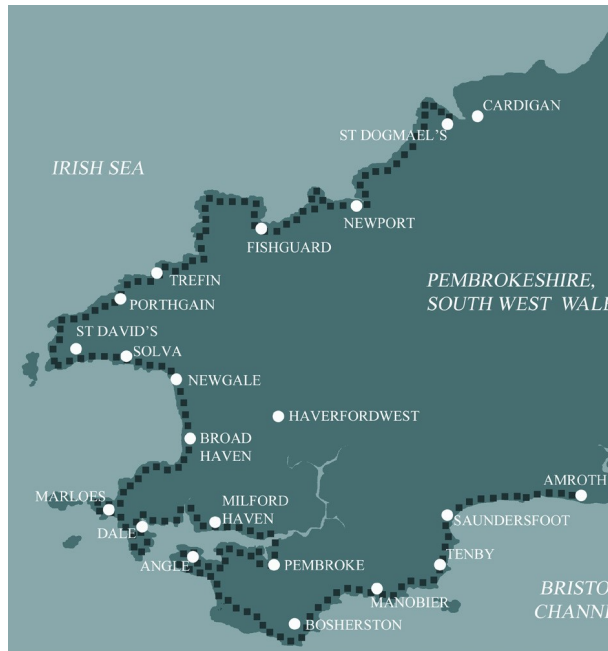 CARDIGAN
ST DOGMAEL'S
IRISH SEA
NEWPORT
FISHGUARD
TREFIN
PEMBROKESHIRE,
SOUTH WEST WAL
PORTHGAIN
ST DAVID'S
SOLVA
NEWGALE
HAVERFORDWEST
BROAD
HAVEN
AMROTH
MARLOES
MILFORD
HAVEN
SAUNDERSFOOT
DALE
TENBY
ANGLE
PEMBROKE
BRISTO
CHANNE
MANOBIER
BOSHERSTON